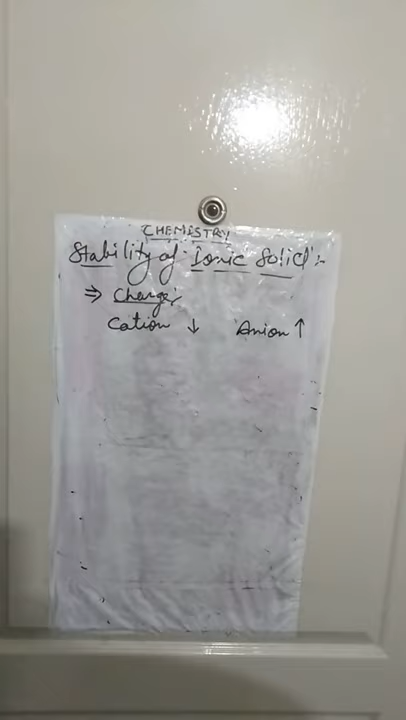 CHEMISTRY
Stability of Ionic Solid's :-
⇒ Charge:
Cation ↓ Anion ↑